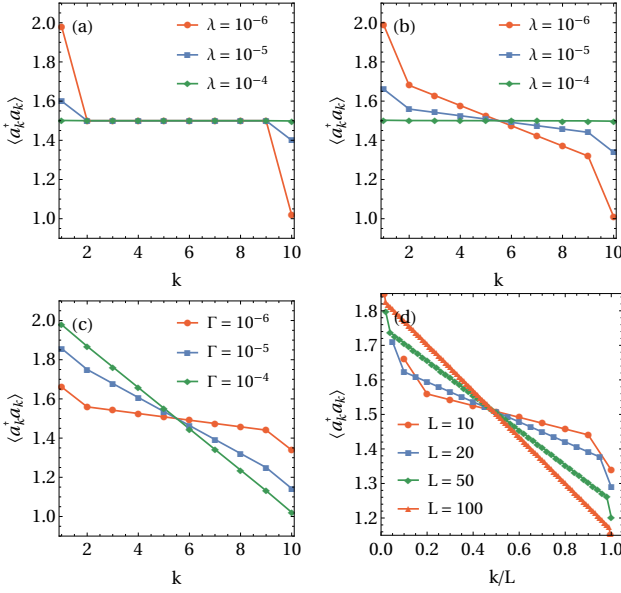 (a)
λ = 10⁻⁶
λ = 10⁻⁵
λ = 10⁻⁴
⟨a†ₖaₖ⟩
2.0
1.8
1.6
1.4
1.2
1.0
2 4 6 8 10
k
(b)
λ = 10⁻⁶
λ = 10⁻⁵
λ = 10⁻⁴
⟨a†ₖaₖ⟩
2.0
1.8
1.6
1.4
1.2
1.0
2 4 6 8 10
k
(c)
Γ = 10⁻⁶
Γ = 10⁻⁵
Γ = 10⁻⁴
⟨a†ₖaₖ⟩
2.0
1.8
1.6
1.4
1.2
1.0
2 4 6 8 10
k
(d)
L = 10
L = 20
L = 50
L = 100
⟨a†ₖaₖ⟩
1.8
1.7
1.6
1.5
1.4
1.3
1.2
0.0 0.2 0.4 0.6 0.8 1.0
k/L